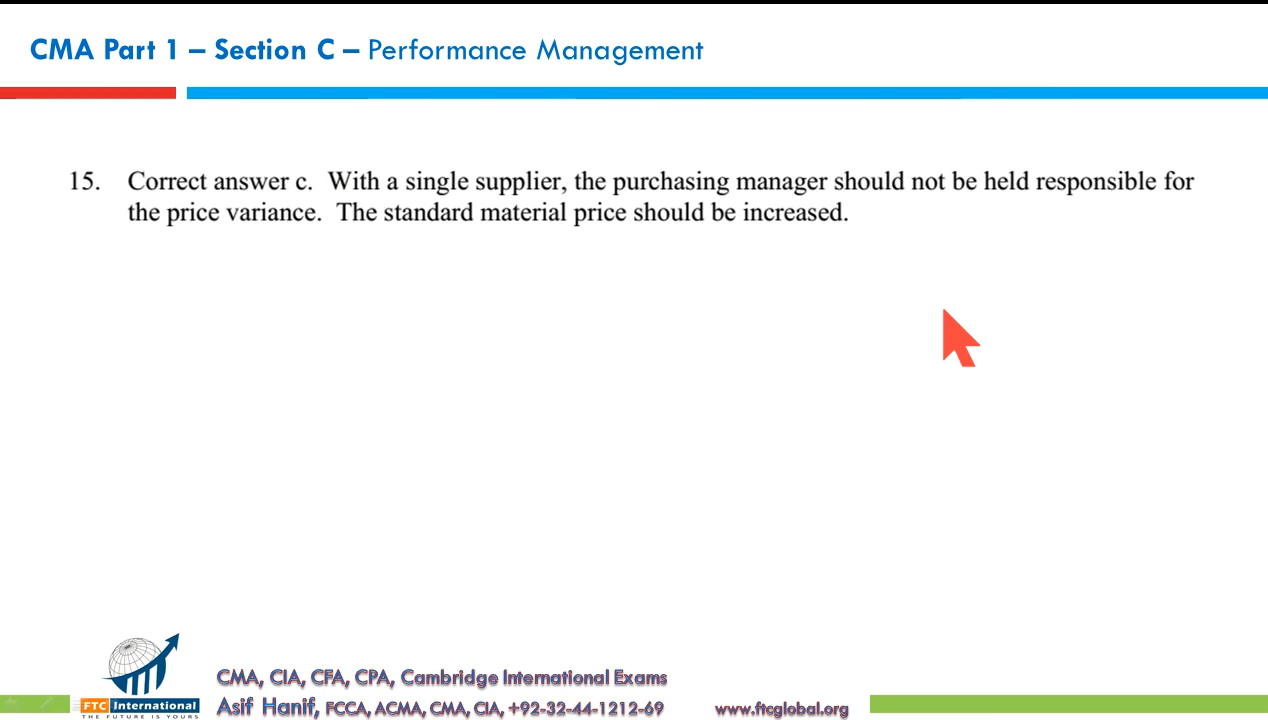 CMA Part 1 – Section C – Performance Management
15. Correct answer c. With a single supplier, the purchasing manager should not be held responsible for
the price variance. The standard material price should be increased.
CMA, CIA, CFA, CPA, Cambridge International Exams
FTC International
THE FUTURE IS YOURS
Asif Hanif, FCCA, ACMA, CMA, CIA, +92-32-44-1212-69
www.ftcglobal.org